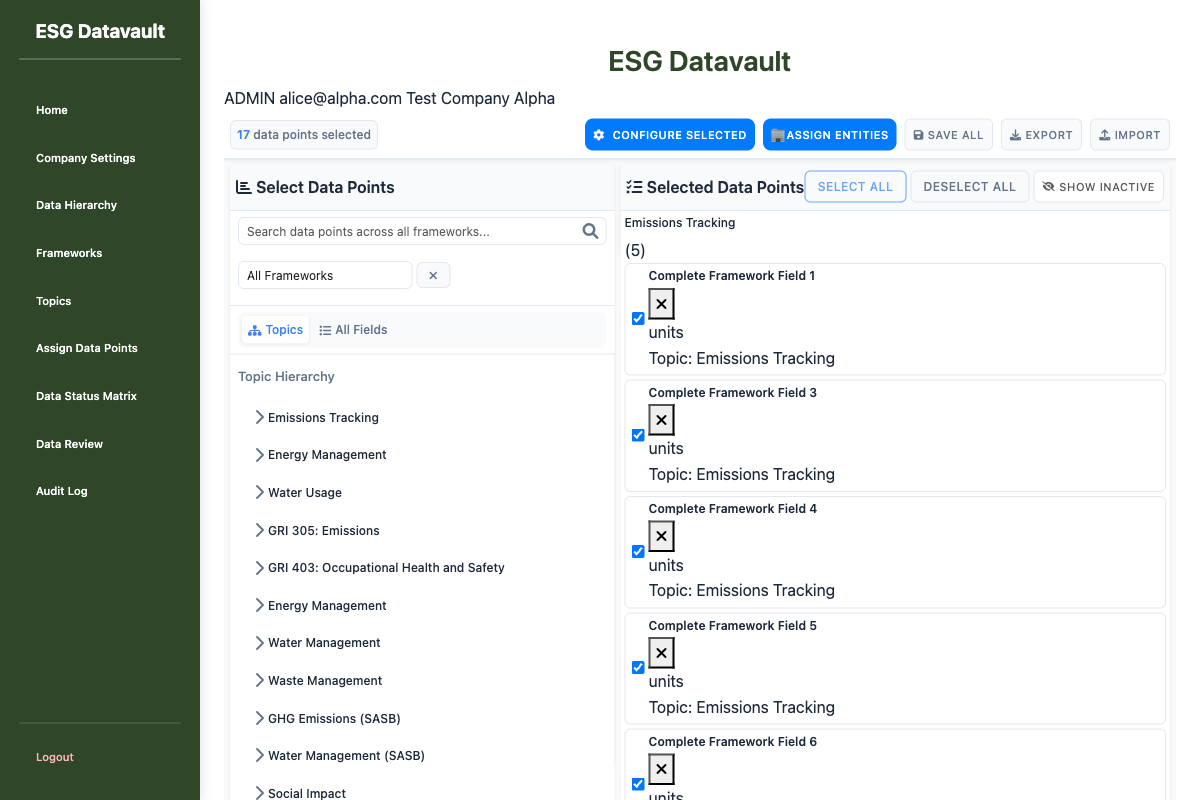 ESG Datavault
Home
Company Settings
Data Hierarchy
Frameworks
Topics
Assign Data Points
Data Status Matrix
Data Review
Audit Log
Logout
ESG Datavault
ADMIN alice@alpha.com Test Company Alpha
17 data points selected
CONFIGURE SELECTED
ASSIGN ENTITIES
SAVE ALL
EXPORT
IMPORT
Select Data Points
Search data points across all frameworks...
All Frameworks
Topics
All Fields
Topic Hierarchy
Emissions Tracking
Energy Management
Water Usage
GRI 305: Emissions
GRI 403: Occupational Health and Safety
Energy Management
Water Management
Waste Management
GHG Emissions (SASB)
Water Management (SASB)
Social Impact
Selected Data Points
SELECT ALL
DESELECT ALL
SHOW INACTIVE
Emissions Tracking
(5)
Complete Framework Field 1
units
Topic: Emissions Tracking
Complete Framework Field 3
units
Topic: Emissions Tracking
Complete Framework Field 4
units
Topic: Emissions Tracking
Complete Framework Field 5
units
Topic: Emissions Tracking
Complete Framework Field 6
units